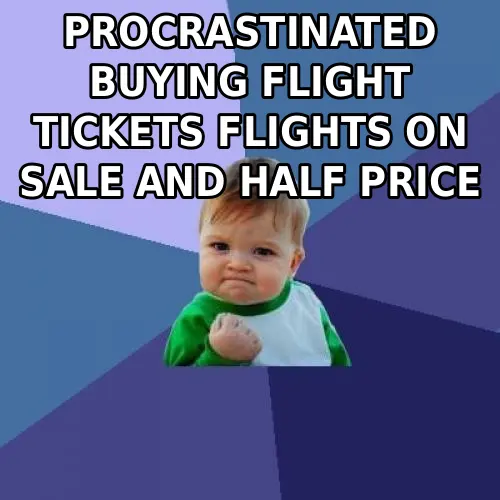 PROCRASTINATED
BUYING FLIGHT
TICKETS FLIGHTS ON
SALE AND HALF PRICE